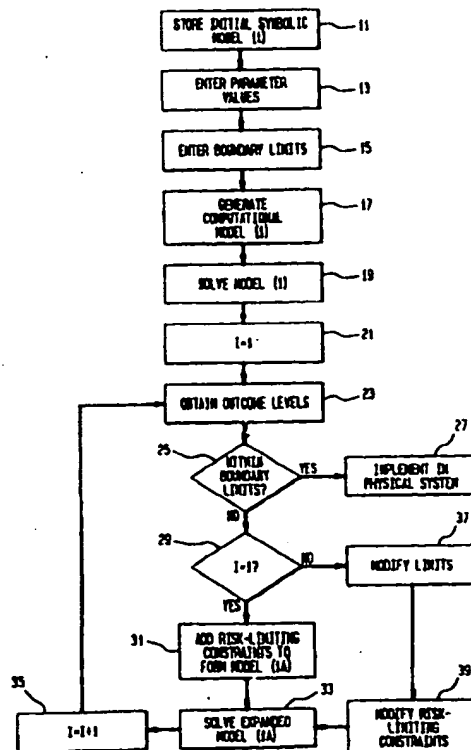 STORE INITIAL SYMBOLIC
MODEL (1)
11
ENTER PARAMETER
VALUES
13
ENTER BOUNDARY LIMITS
15
GENERATE
COMPUTATIONAL
MODEL (1)
17
SOLVE MODEL (1)
19
I=1
21
OBTAIN OUTCOME LEVELS
23
25
WITHIN
BOUNDARY
LIMITS?
YES
27
IMPLEMENT IN
PHYSICAL SYSTEM
NO
29
I=1?
NO
37
MODIFY LIMITS
YES
31
ADD RISK-LIMITING
CONSTRAINTS TO
FORM MODEL (1A)
33
SOLVE EXPANDED
MODEL (1A)
35
I=I+1
39
MODIFY RISK-
LIMITING
CONSTRAINTS